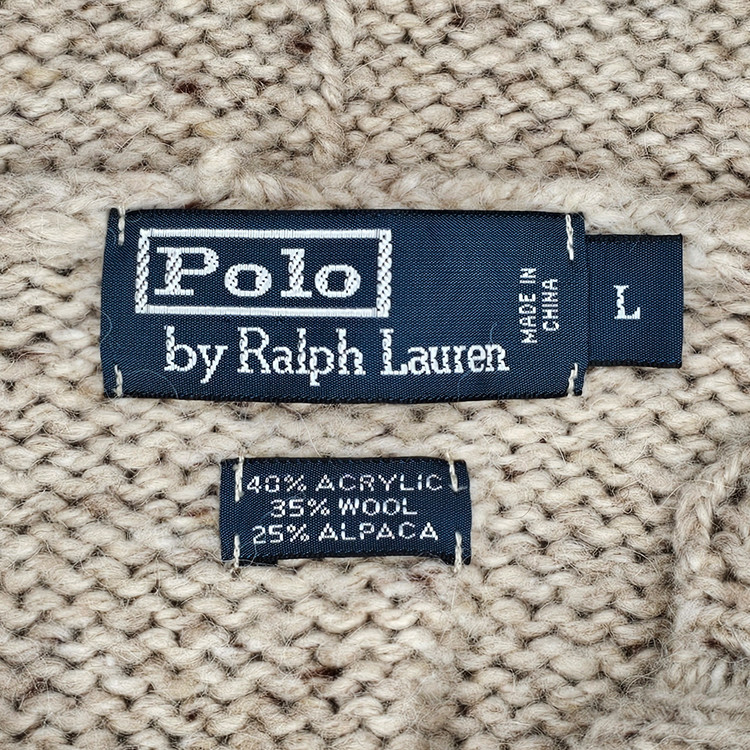 Polo
by Ralph Lauren
MADE IN
CHINA
L
40% ACRYLIC
35% WOOL
25% ALPACA